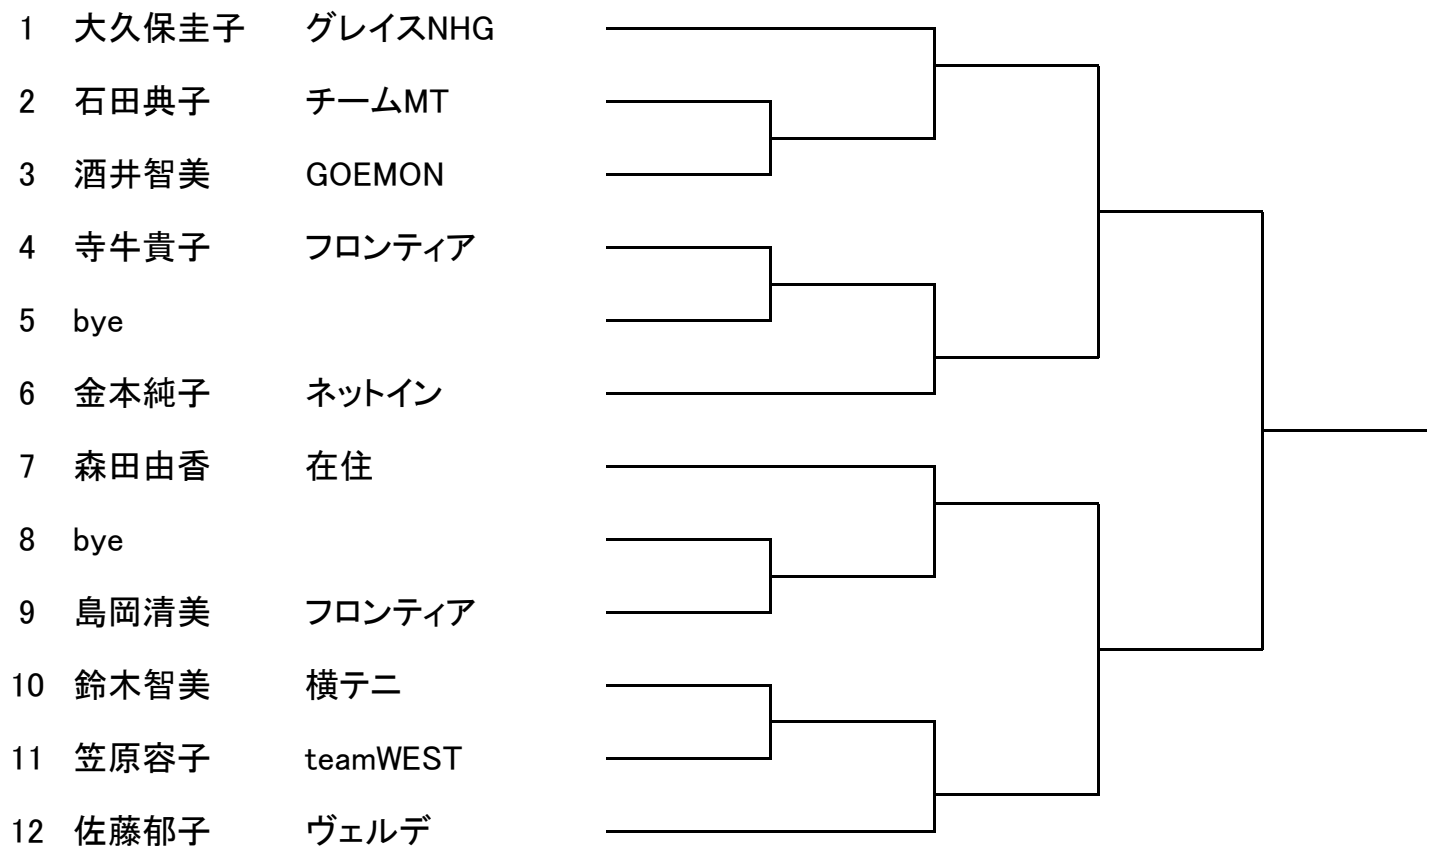 1 大久保圭子 グレイスNHG
2 石田典子 チームMT
3 酒井智美 GOEMON
4 寺牛貴子 フロンティア
5 bye
6 金本純子 ネットイン
7 森田由香 在住
8 bye
9 島岡清美 フロンティア
10 鈴木智美 横テニ
11 笠原容子 teamWEST
12 佐藤郁子 ヴェルデ